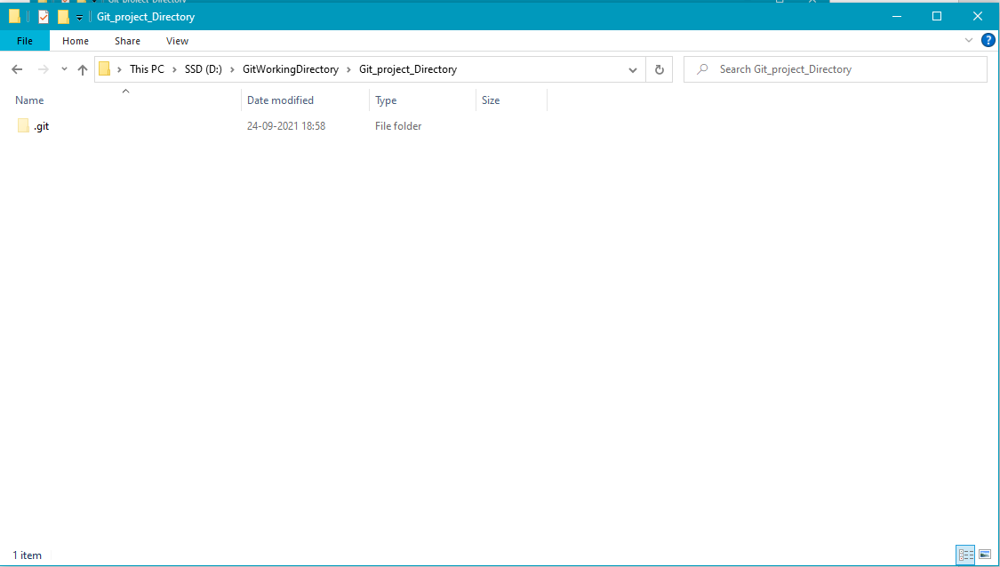 Git_project_Directory
Git_project_Directory
File Home Share View
This PC > SSD (D:) > GitWorkingDirectory > Git_project_Directory Search Git_project_Directory
Name Date modified Type Size
.git 24-09-2021 18:58 File folder
1 item